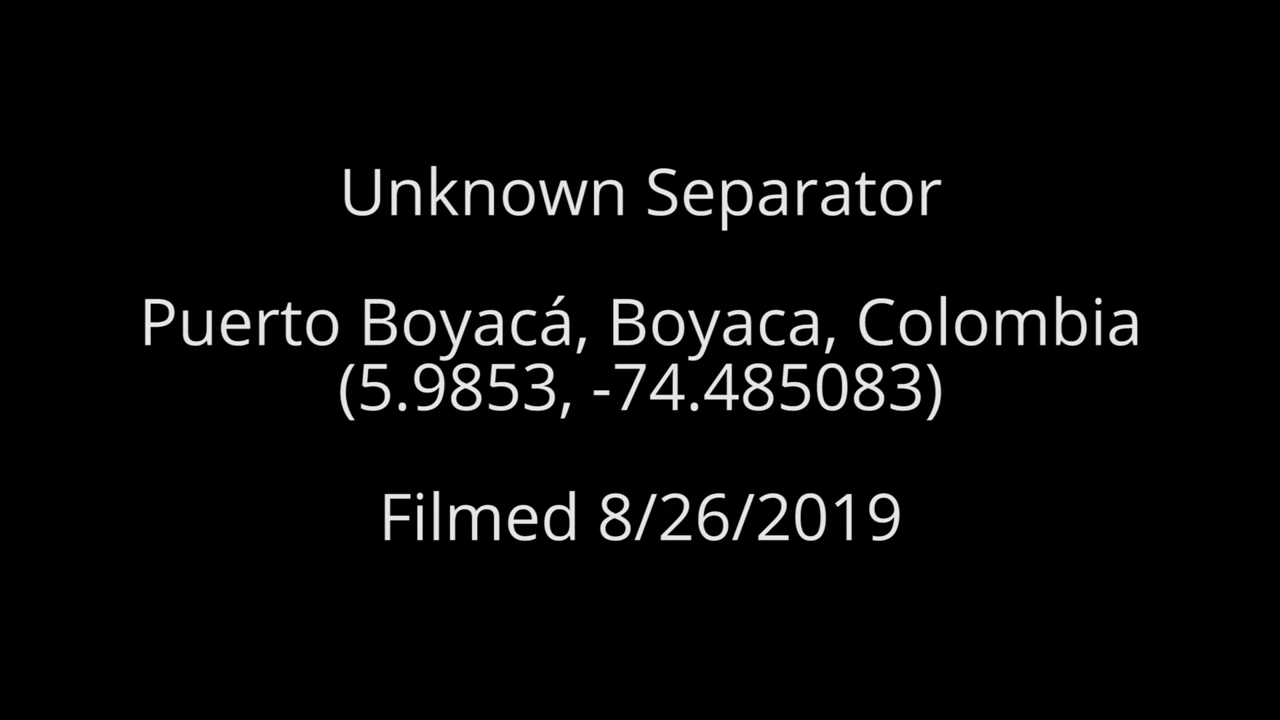 Unknown Separator
Puerto Boyacá, Boyaca, Colombia
(5.9853, -74.485083)
Filmed 8/26/2019